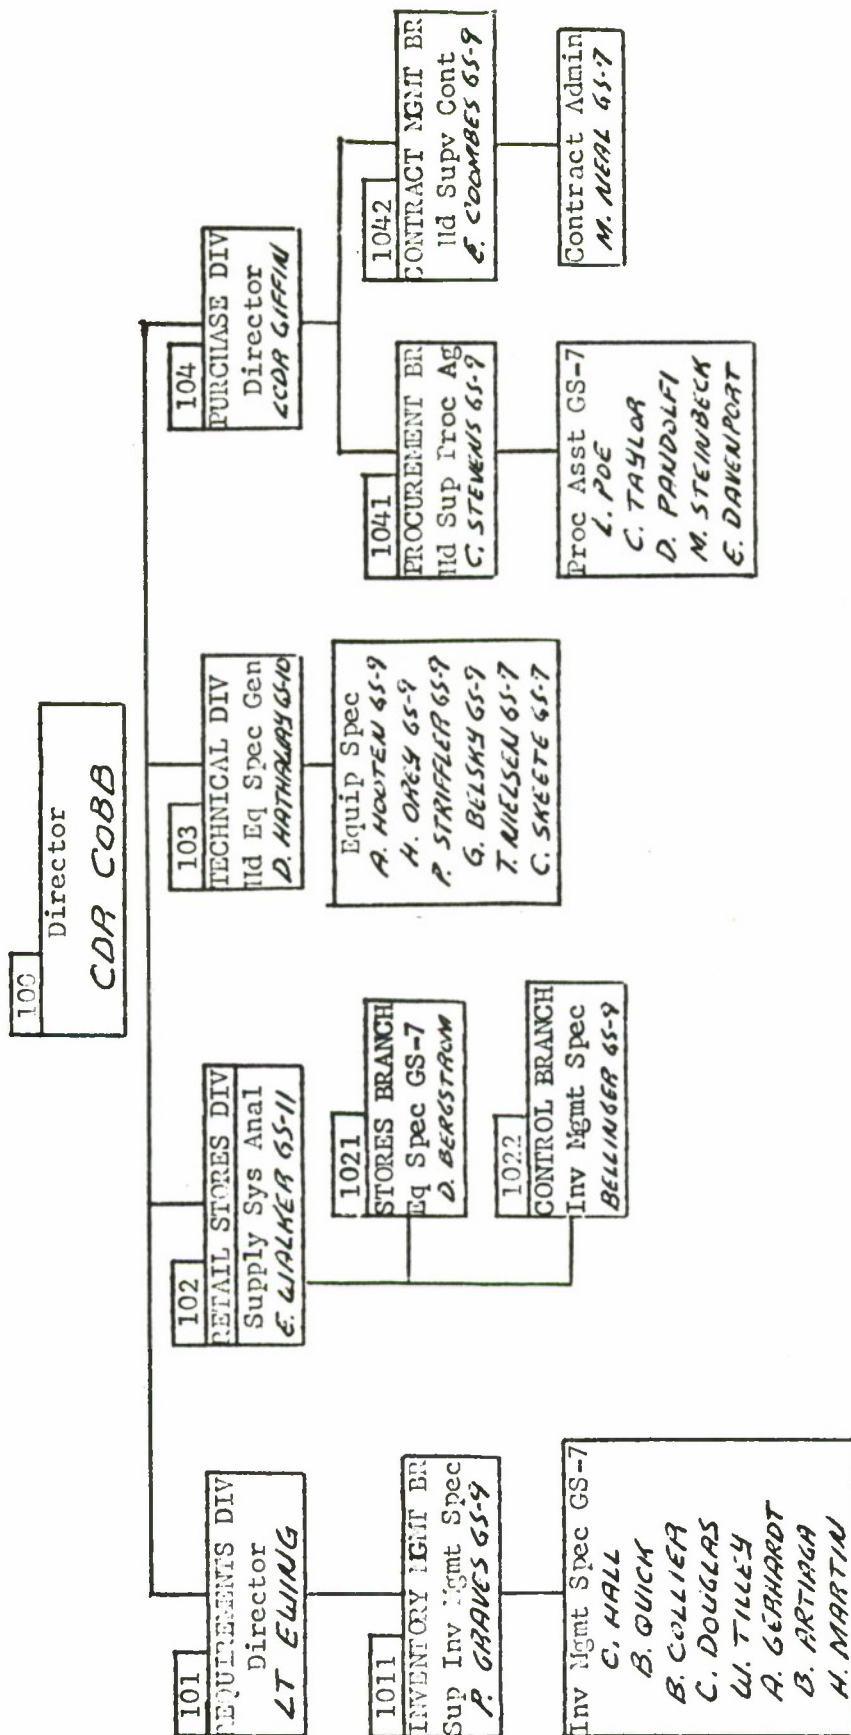 100
Director
CDR COBB
101
REQUIREMENTS DIV
Director
LT EWING
1011
INVENTORY MGMT BR
Sup Inv Mgmt Spec
P. GRAVES GS-9
Inv Mgmt Spec GS-7
C. HALL
B. QUICK
B. COLLIER
C. DOUGLAS
W. TILLEY
A. GERHARDT
B. ARTIAGA
H. MARTIN
102
RETAIL STORES DIV
Supply Sys Anal
E. WALKER GS-11
1021
STORES BRANCH
Eq Spec GS-7
D. BERGSTROM
1022
CONTROL BRANCH
Inv Mgmt Spec
BELLINGER GS-9
103
TECHNICAL DIV
Hd Eq Spec Gen
D. HATHAWAY GS-10
Equip Spec
A. HOOTEN GS-9
H. OREY GS-9
P. STRIFFLER GS-9
G. BELSKY GS-9
T. NIELSEN GS-7
C. SKEETE GS-7
104
PURCHASE DIV
Director
LCDR GIFFIN
1041
PROCUREMENT BR
Hd Sup Proc Ag
C. STEVENS GS-9
Proc Asst GS-7
L. POE
C. TAYLOR
D. PANDOLFI
M. STEINBECK
E. DAVENPORT
1042
CONTRACT MGMT BR
Hd Supv Cont
E. COOMBES GS-9
Contract Admin
M. NEAL GS-7